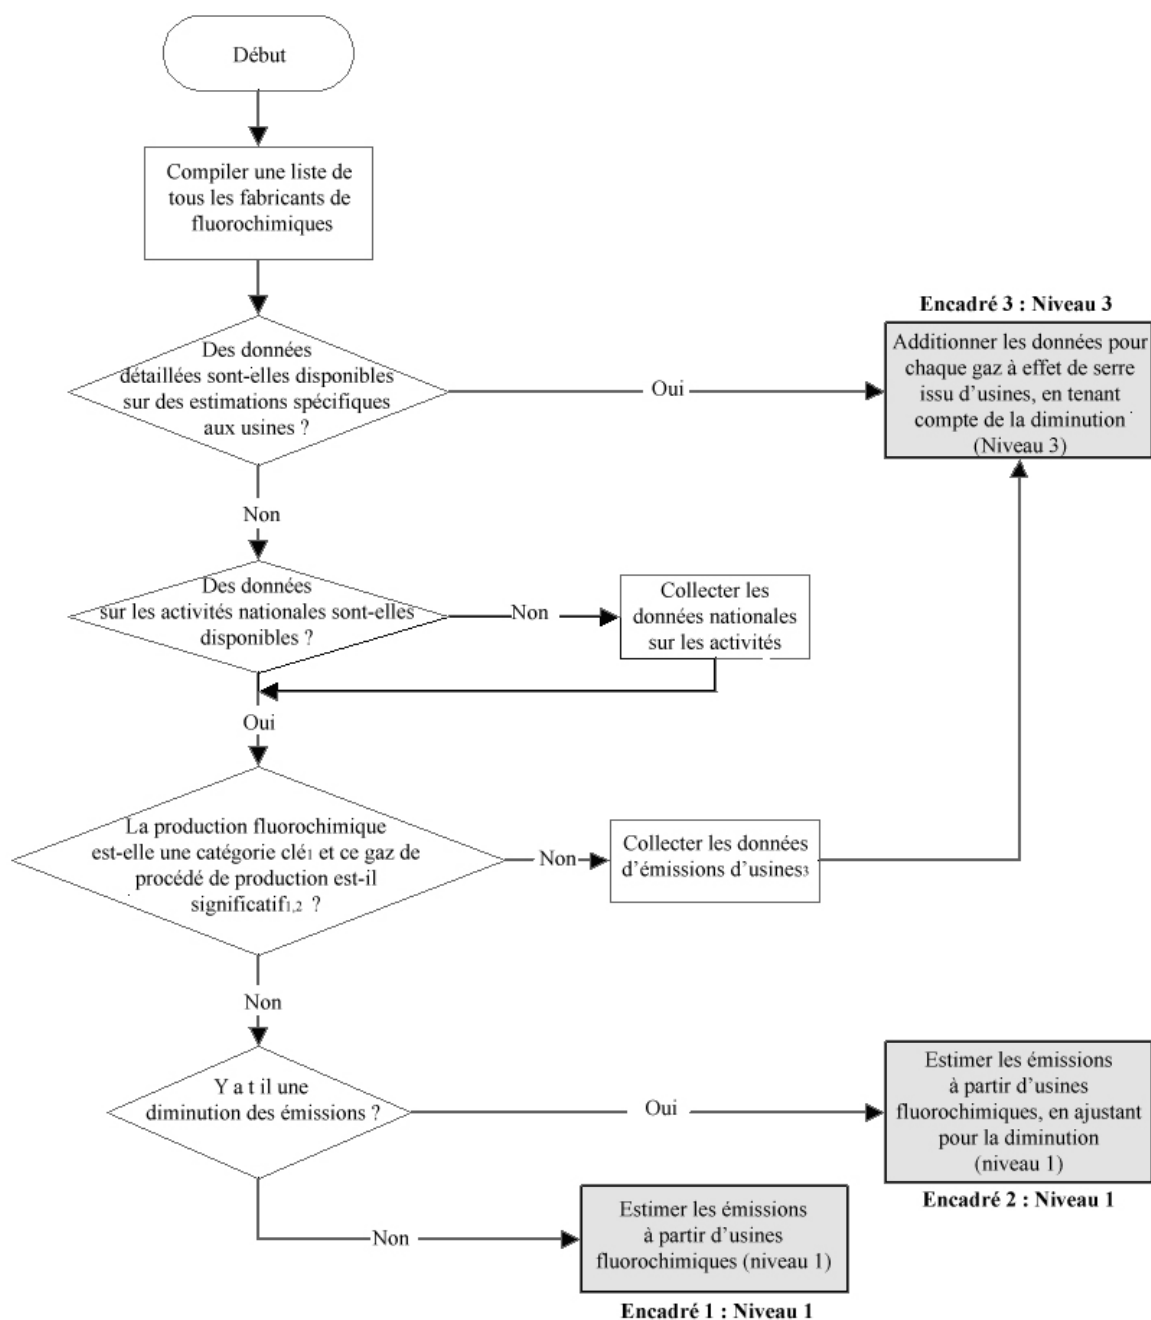 Début
Compiler une liste de
tous les fabricants de
fluorochimiques
Des données
détaillées sont-elles disponibles
sur des estimations spécifiques
aux usines ?
Oui
Encadré 3 : Niveau 3
Additionner les données pour
chaque gaz à effet de serre
issu d’usines, en tenant
compte de la diminution
(Niveau 3)
Non
Des données
sur les activités nationales sont-elles
disponibles ?
Non
Collecter les
données nationales
sur les activités
Oui
La production fluorochimique
est-elle une catégorie clé1 et ce gaz de
procédé de production est-il
significatif1,2 ?
Non
Collecter les données
d'émissions d'usines3
Non
Y a t il une
diminution des émissions ?
Oui
Estimer les émissions
à partir d’usines
fluorochimiques, en ajustant
pour la diminution
(niveau 1)
Encadré 2 : Niveau 1
Non
Estimer les émissions
à partir d’usines
fluorochimiques (niveau 1)
Encadré 1 : Niveau 1